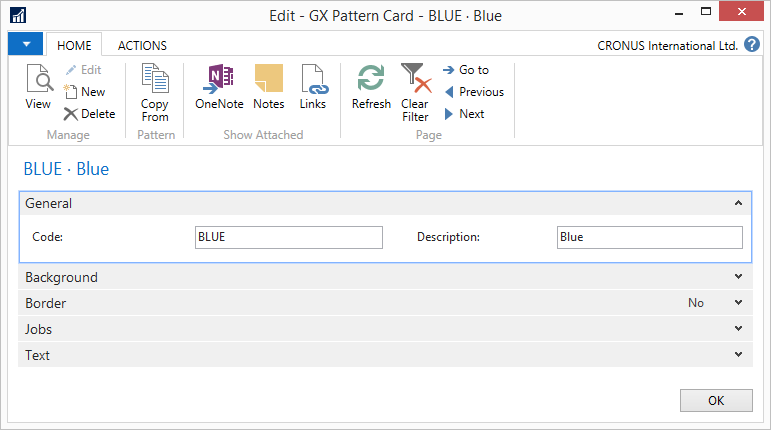 Edit - GX Pattern Card - BLUE · Blue
HOME ACTIONS CRONUS International Ltd. ?
View Edit New Delete Copy From OneNote Notes Links Refresh Clear Filter Go to Previous Next
Manage Pattern Show Attached Page
BLUE · Blue
General
Code: BLUE Description: Blue
Background
Border No
Jobs
Text
OK